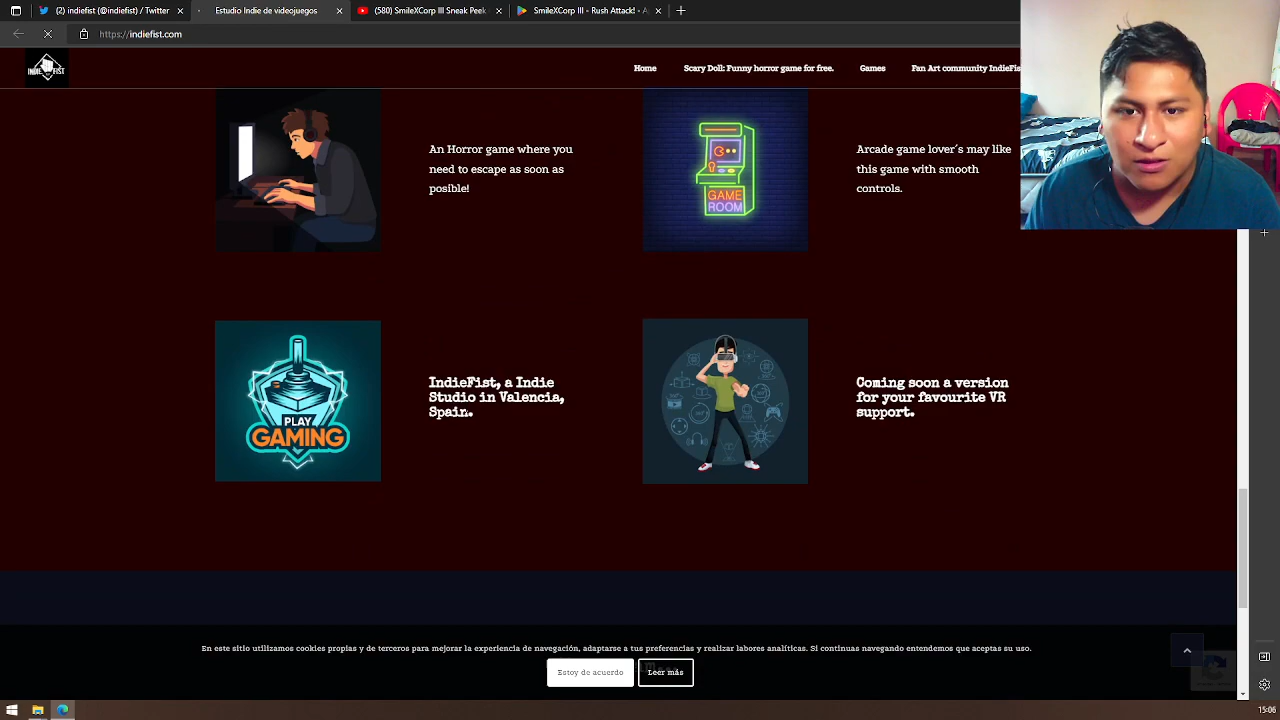 (2) indiefist (@indiefist) / Twitter
Estudio Indie de videojuegos
(580) SmileXCorp III Sneak Peek
SmileXCorp III - Rush Attack! - A
https://indiefist.com
INDIE FIST
Home
Scary Doll: Funny horror game for free.
Games
Fan Art community IndieFis
An Horror game where you
need to escape as soon as
posible!
GAME
ROOM
Arcade game lover´s may like
this game with smooth
controls.
PLAY
GAMING
IndieFist, a Indie
Studio in Valencia,
Spain.
Coming soon a version
for your favourite VR
support.
En este sitio utilizamos cookies propias y de terceros para mejorar la experiencia de navegación, adaptarse a tus preferencias y realizar labores analíticas. Si continuas navegando entendemos que aceptas su uso.
Estoy de acuerdo
Leer más
15:06